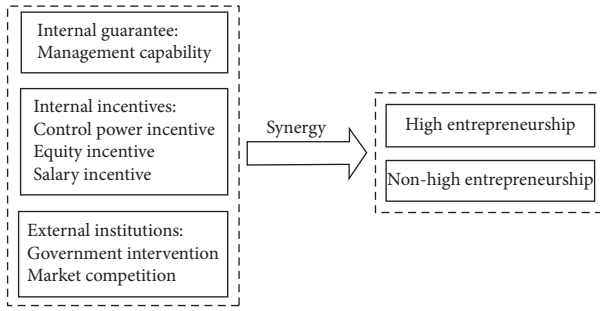 Internal guarantee:
Management capability
Internal incentives:
Control power incentive
Equity incentive
Salary incentive
External institutions:
Government intervention
Market competition
Synergy
High entrepreneurship
Non-high entrepreneurship